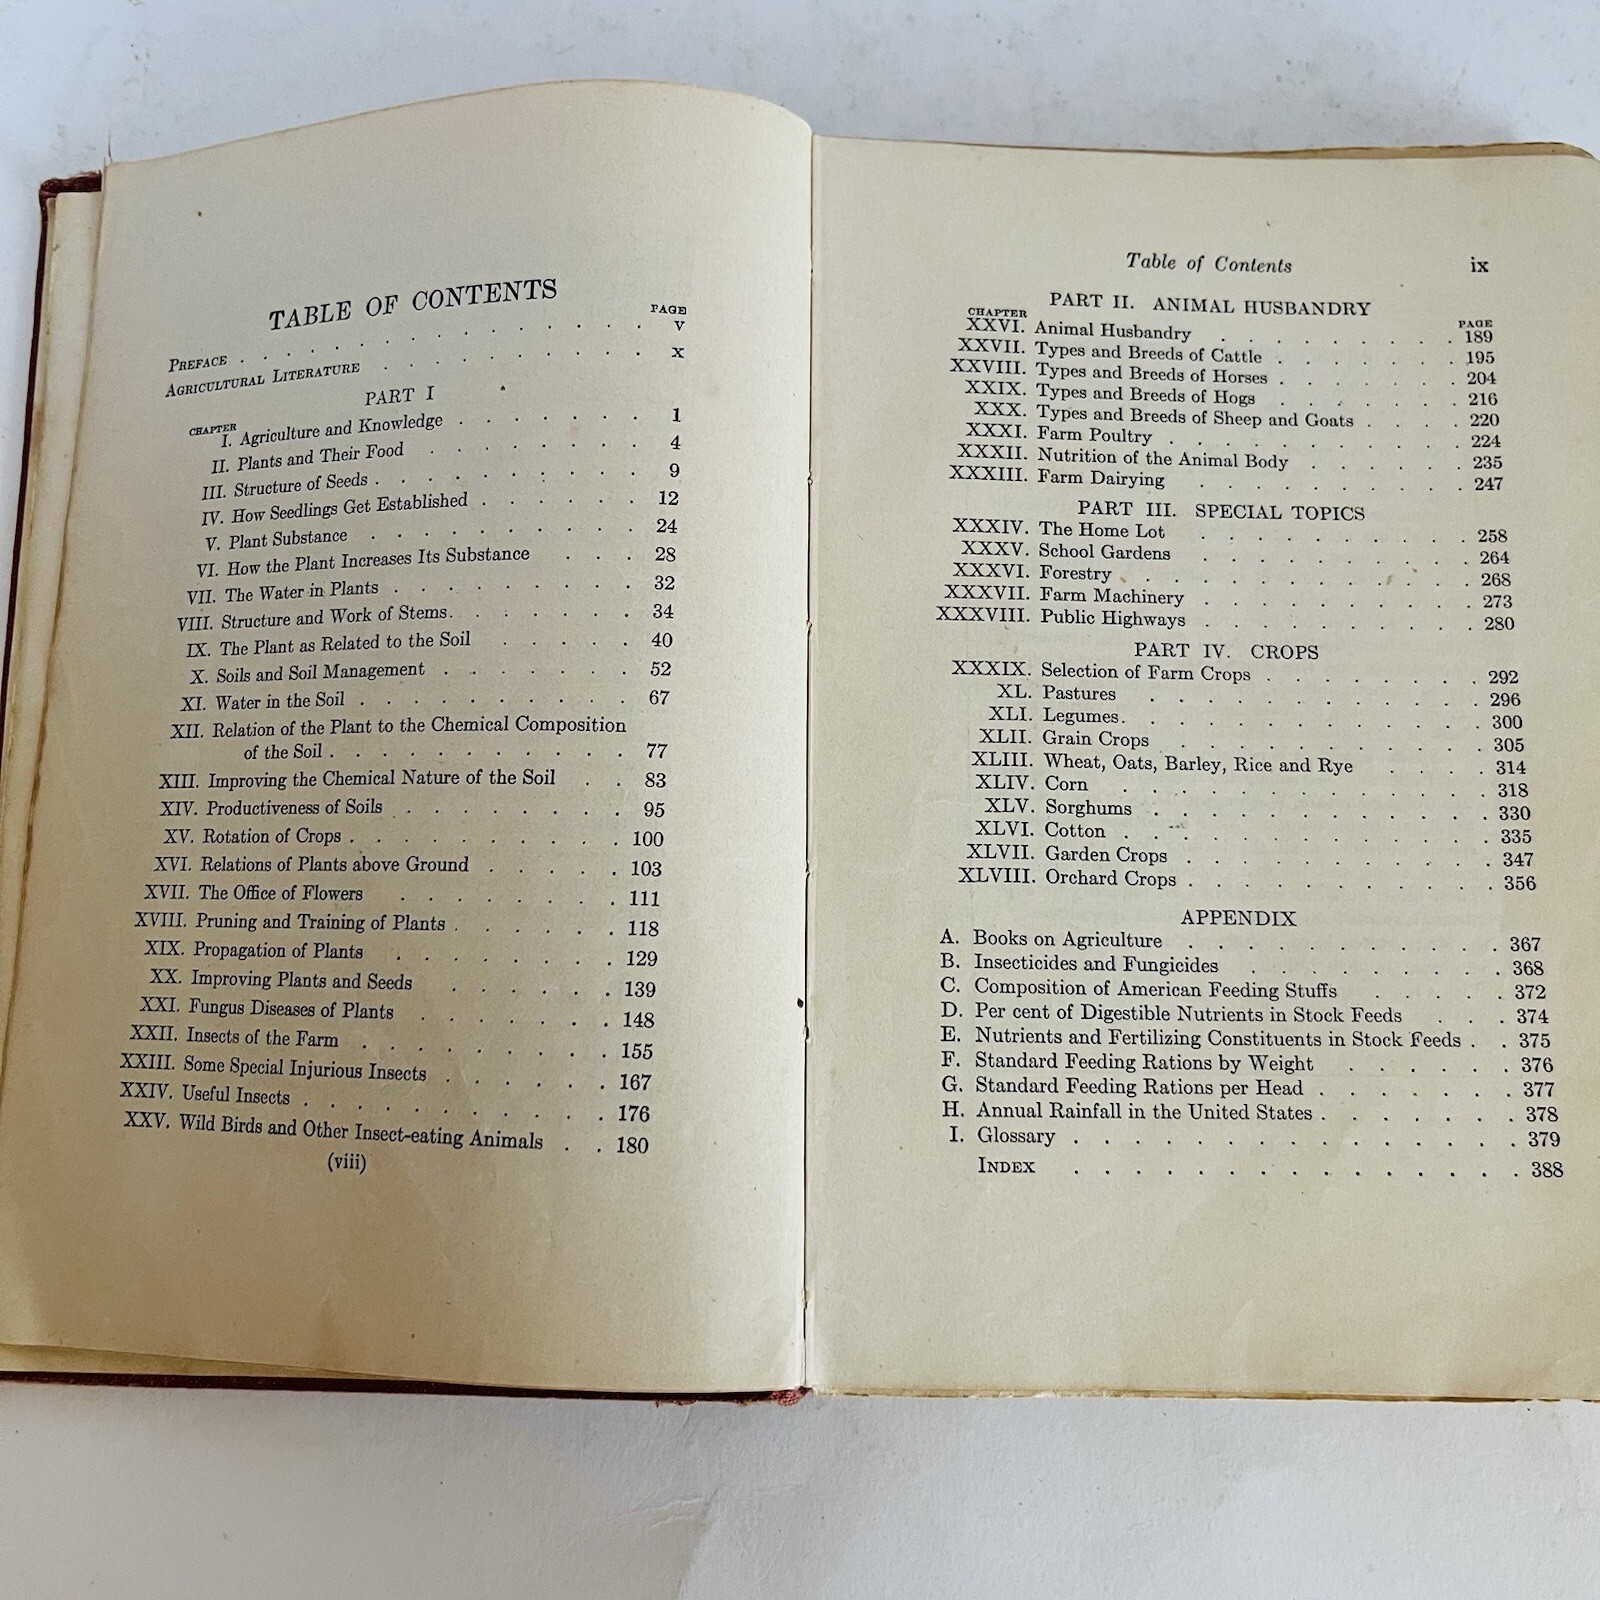 TABLE OF CONTENTS
PAGE
PREFACE . . . . . . . . . . . . v
AGRICULTURAL LITERATURE . . . . . . . . x
PART I
CHAPTER
I. Agriculture and Knowledge . . . . . . 1
II. Plants and Their Food . . . . . . 4
III. Structure of Seeds . . . . . . . . 9
IV. How Seedlings Get Established . . . . . . 12
V. Plant Substance . . . . . . . . 24
VI. How the Plant Increases Its Substance . . . 28
VII. The Water in Plants . . . . . . . . 32
VIII. Structure and Work of Stems. . . . . . . 34
IX. The Plant as Related to the Soil . . . . . 40
X. Soils and Soil Management . . . . . . 52
XI. Water in the Soil . . . . . . . . . 67
XII. Relation of the Plant to the Chemical Composition
of the Soil . . . . . . . . . . 77
XIII. Improving the Chemical Nature of the Soil . . 83
XIV. Productiveness of Soils . . . . . . . 95
XV. Rotation of Crops . . . . . . . . . 100
XVI. Relations of Plants above Ground . . . . . 103
XVII. The Office of Flowers . . . . . . . 111
XVIII. Pruning and Training of Plants . . . . . . 118
XIX. Propagation of Plants . . . . . . . 129
XX. Improving Plants and Seeds . . . . . . 139
XXI. Fungus Diseases of Plants . . . . . . 148
XXII. Insects of the Farm . . . . . . . . 155
XXIII. Some Special Injurious Insects . . . . . 167
XXIV. Useful Insects . . . . . . . . . . 176
XXV. Wild Birds and Other Insect-eating Animals . . 180
(viii)
Table of Contents ix
PART II. ANIMAL HUSBANDRY
CHAPTER PAGE
XXVI. Animal Husbandry . . . . . . . . . 189
XXVII. Types and Breeds of Cattle . . . . . . . 195
XXVIII. Types and Breeds of Horses . . . . . . . 204
XXIX. Types and Breeds of Hogs . . . . . . . 216
XXX. Types and Breeds of Sheep and Goats . . . . 220
XXXI. Farm Poultry . . . . . . . . . . 224
XXXII. Nutrition of the Animal Body . . . . . . 235
XXXIII. Farm Dairying . . . . . . . . . . 247
PART III. SPECIAL TOPICS
XXXIV. The Home Lot . . . . . . . . . . 258
XXXV. School Gardens . . . . . . . . . . 264
XXXVI. Forestry . . . . . . . . . . . . 268
XXXVII. Farm Machinery . . . . . . . . . . 273
XXXVIII. Public Highways . . . . . . . . . . 280
PART IV. CROPS
XXXIX. Selection of Farm Crops . . . . . . . . 292
XL. Pastures . . . . . . . . . . . . 296
XLI. Legumes. . . . . . . . . . . . . 300
XLII. Grain Crops . . . . . . . . . . . 305
XLIII. Wheat, Oats, Barley, Rice and Rye . . . . 314
XLIV. Corn . . . . . . . . . . . . . 318
XLV. Sorghums . . . . . . . . . . . . 330
XLVI. Cotton . . . . . . . . . . . . . 335
XLVII. Garden Crops . . . . . . . . . . . 347
XLVIII. Orchard Crops . . . . . . . . . . . 356
APPENDIX
A. Books on Agriculture . . . . . . . . . . . 367
B. Insecticides and Fungicides . . . . . . . . . 368
C. Composition of American Feeding Stuffs . . . . . 372
D. Per cent of Digestible Nutrients in Stock Feeds . . . 374
E. Nutrients and Fertilizing Constituents in Stock Feeds . . 375
F. Standard Feeding Rations by Weight . . . . . . 376
G. Standard Feeding Rations per Head . . . . . . . 377
H. Annual Rainfall in the United States . . . . . . . 378
I. Glossary . . . . . . . . . . . . . . . 379
INDEX . . . . . . . . . . . . . . 388